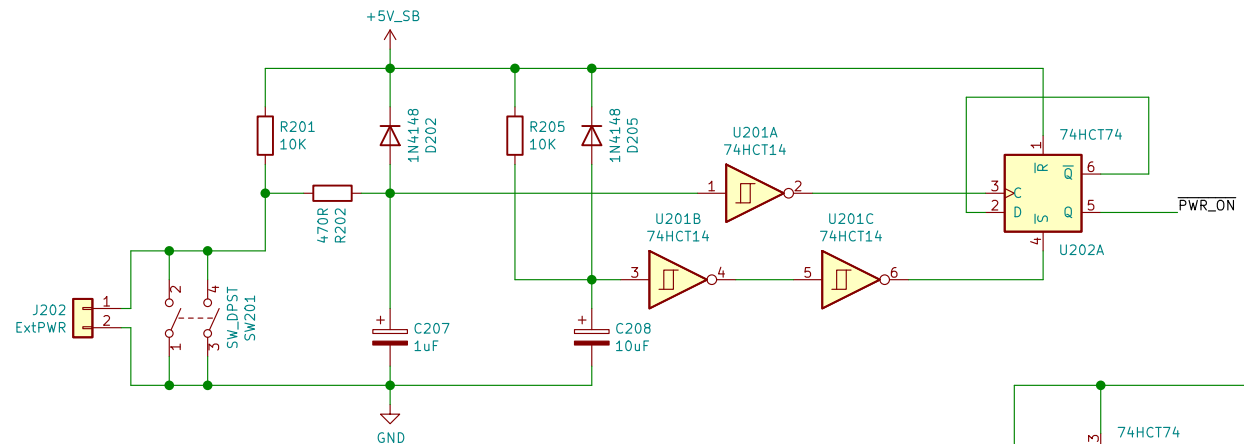 +5V_SB
R201
10K
1N4148
D202
R205
10K
1N4148
D205
U201A
74HCT14
1
2
74HCT74
1
R
Q
6
3
C
2
D
Q
5
PWR_ON
S
4
U202A
470R
R202
U201B
74HCT14
3
4
U201C
74HCT14
5
6
J202
ExtPWR
1
2
2
4
1
3
SW_DPST
SW201
+
C207
1uF
+
C208
10uF
GND
74HCT74
3